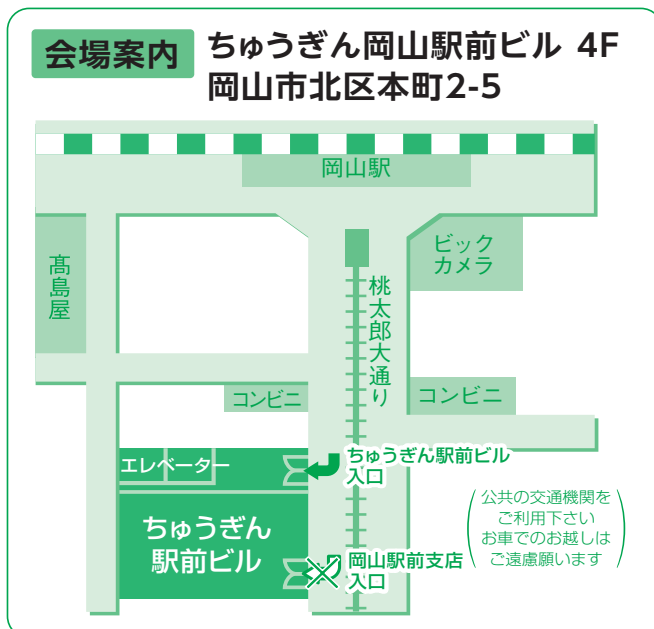 会場案内
ちゅうぎん岡山駅前ビル 4F
岡山市北区本町2-5
岡山駅
髙島屋
ビック
カメラ
桃太郎大通り
コンビニ
コンビニ
エレベーター
ちゅうぎん駅前ビル
入口
ちゅうぎん
駅前ビル
岡山駅前支店
入口
(公共の交通機関を
ご利用下さい
お車でのお越しは
ご遠慮願います)